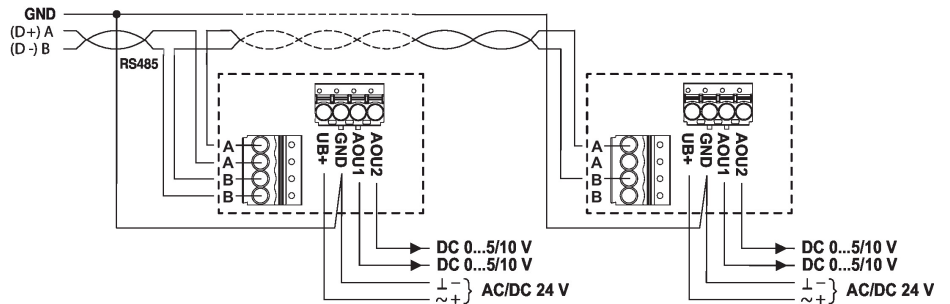 GND
(D+) A
(D -) B
RS485
UB+
GND
AOU1
AOU2
A
A
B
B
DC 0...5/10 V
DC 0...5/10 V
⊥ −
~ + } AC/DC 24 V
UB+
GND
AOU1
AOU2
A
A
B
B
DC 0...5/10 V
DC 0...5/10 V
⊥ −
~ + } AC/DC 24 V